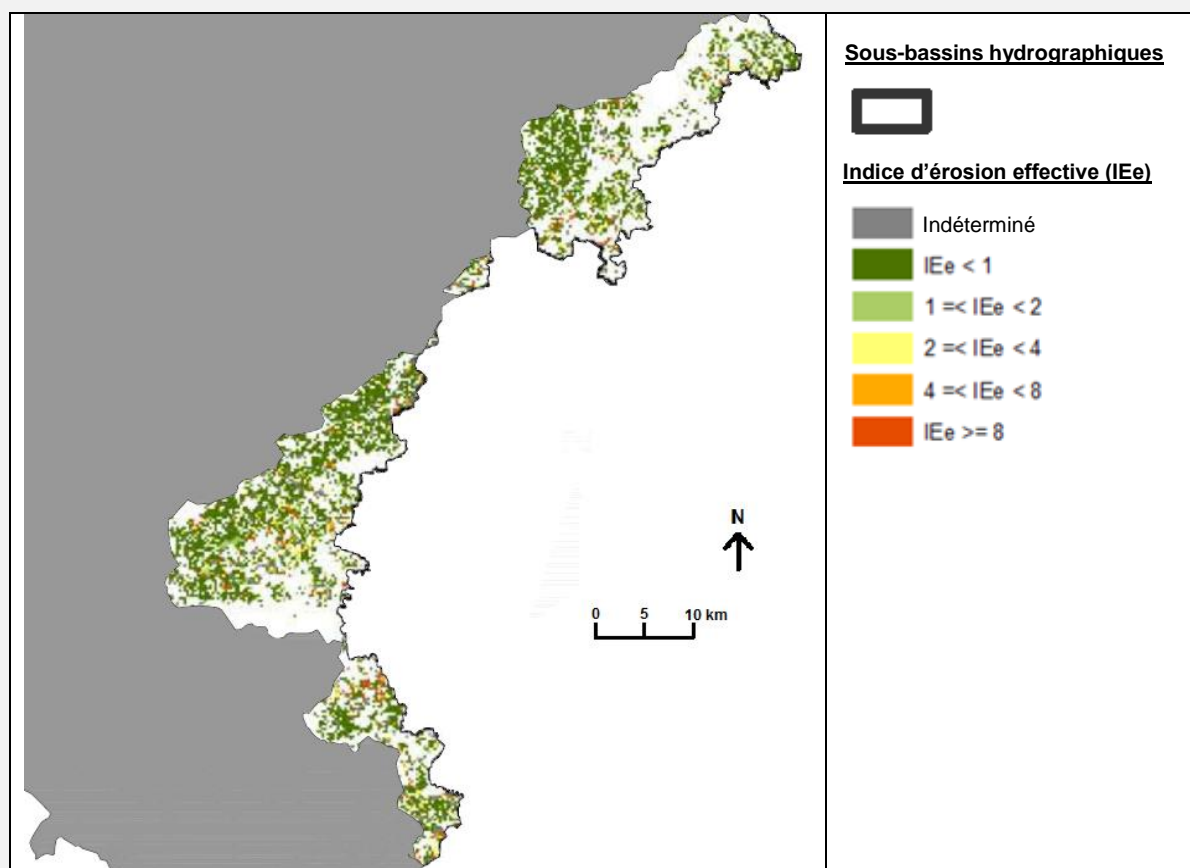 Sous-bassins hydrographiques
Indice d'érosion effective (IEe)
Indéterminé
IEe < 1
1 =< IEe < 2
2 =< IEe < 4
4 =< IEe < 8
IEe >= 8
N
0 5 10 km